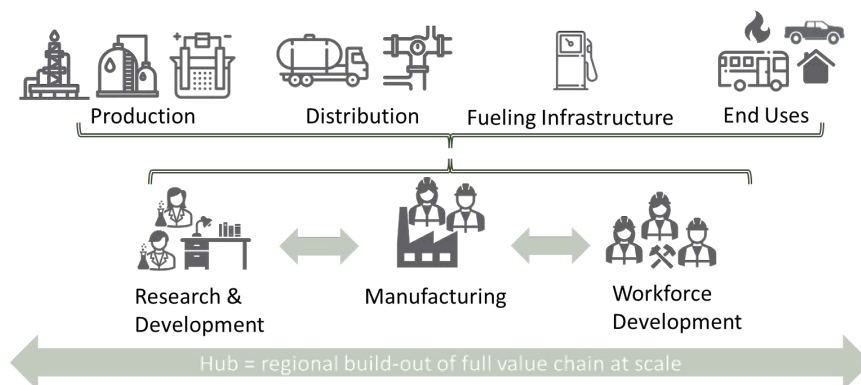 Production
Distribution
Fueling Infrastructure
End Uses
Research &
Development
Manufacturing
Workforce
Development
Hub = regional build-out of full value chain at scale